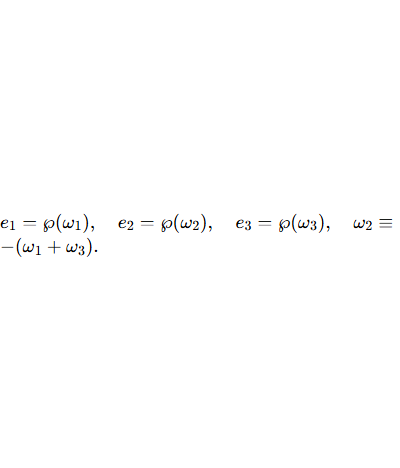 e₁ = ℘(ω₁), e₂ = ℘(ω₂), e₃ = ℘(ω₃), ω₂ ≡
−(ω₁ + ω₃).